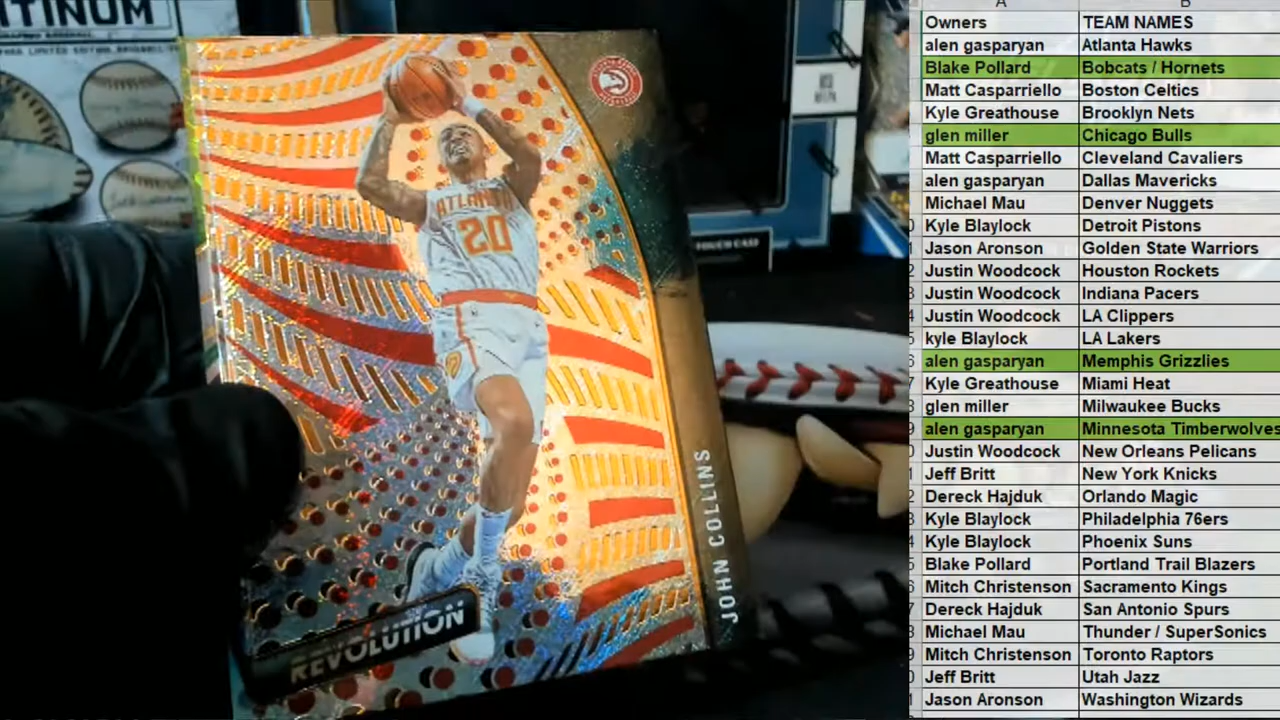 TINUM
ATLANTA
20
REVOLUTION
JOHN COLLINS
TOUCH CASE
A B
Owners TEAM NAMES
alen gasparyan Atlanta Hawks
Blake Pollard Bobcats / Hornets
Matt Casparriello Boston Celtics
Kyle Greathouse Brooklyn Nets
glen miller Chicago Bulls
Matt Casparriello Cleveland Cavaliers
alen gasparyan Dallas Mavericks
Michael Mau Denver Nuggets
Kyle Blaylock Detroit Pistons
Jason Aronson Golden State Warriors
Justin Woodcock Houston Rockets
Justin Woodcock Indiana Pacers
Justin Woodcock LA Clippers
kyle Blaylock LA Lakers
alen gasparyan Memphis Grizzlies
Kyle Greathouse Miami Heat
glen miller Milwaukee Bucks
alen gasparyan Minnesota Timberwolves
Justin Woodcock New Orleans Pelicans
Jeff Britt New York Knicks
Dereck Hajduk Orlando Magic
Kyle Blaylock Philadelphia 76ers
Kyle Blaylock Phoenix Suns
Blake Pollard Portland Trail Blazers
Mitch Christenson Sacramento Kings
Dereck Hajduk San Antonio Spurs
Michael Mau Thunder / SuperSonics
Mitch Christenson Toronto Raptors
Jeff Britt Utah Jazz
Jason Aronson Washington Wizards